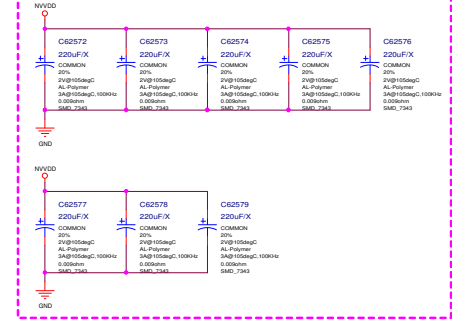 NVVDD
C62572 C62573 C62574 C62575 C62576
220uF/X 220uF/X 220uF/X 220uF/X 220uF/X
COMMON COMMON COMMON COMMON COMMON
20% 20% 20% 20% 20%
2V@105degC 2V@105degC 2V@105degC 2V@105degC 2V@105degC
AL-Polymer AL-Polymer AL-Polymer AL-Polymer AL-Polymer
3A@105degC,100KHz 3A@105degC,100KHz 3A@105degC,100KHz 3A@105degC,100KHz 3A@105degC,100KHz
0.009ohm 0.009ohm 0.009ohm 0.009ohm 0.009ohm
SMD_7343 SMD_7343 SMD_7343 SMD_7343 SMD_7343
GND
NVVDD
C62577 C62578 C62579
220uF/X 220uF/X 220uF/X
COMMON COMMON COMMON
20% 20% 20%
2V@105degC 2V@105degC 2V@105degC
AL-Polymer AL-Polymer AL-Polymer
3A@105degC,100KHz 3A@105degC,100KHz 3A@105degC,100KHz
0.009ohm 0.009ohm 0.009ohm
SMD_7343 SMD_7343 SMD_7343
GND